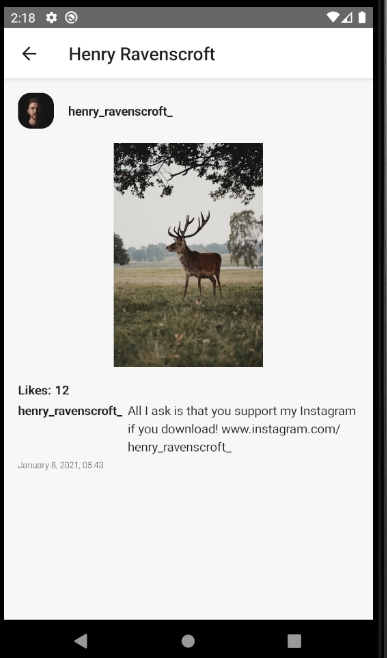 2:18
Henry Ravenscroft
henry_ravenscroft_
Likes: 12
henry_ravenscroft_ All I ask is that you support my Instagram
if you download! www.instagram.com/
henry_ravenscroft_
January 8, 2021, 05:43